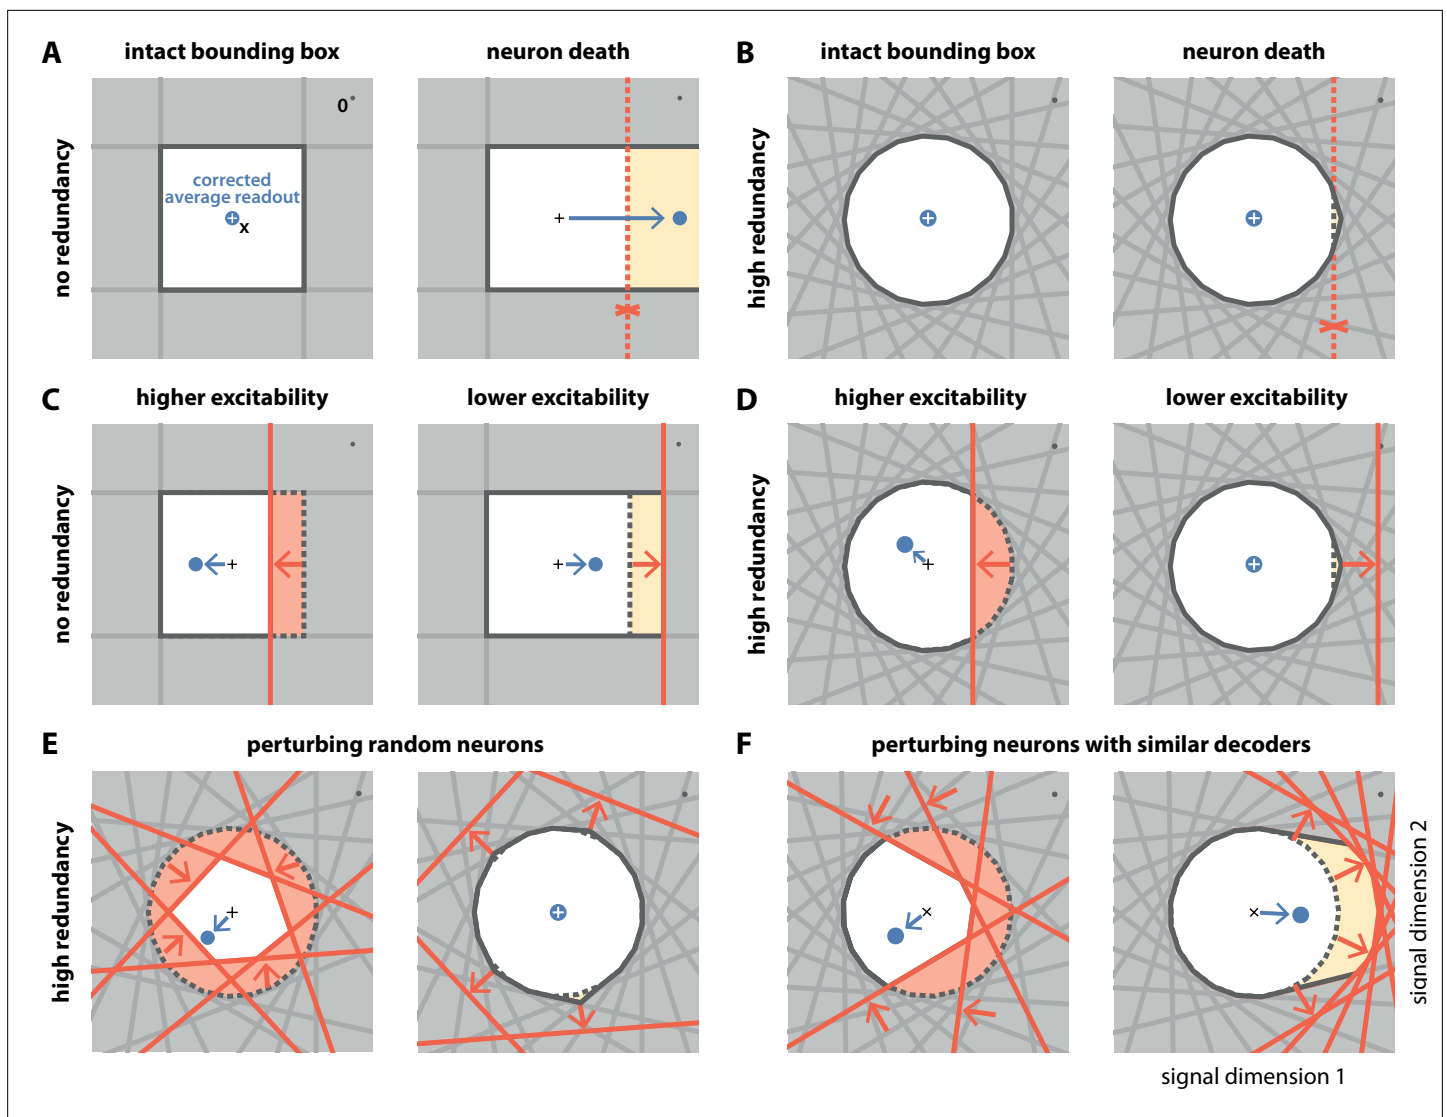 A
intact bounding box
neuron death
no redundancy
0
corrected
average readout
x
B
intact bounding box
neuron death
high redundancy
C
higher excitability
lower excitability
no redundancy
D
higher excitability
lower excitability
high redundancy
E
perturbing random neurons
high redundancy
F
perturbing neurons with similar decoders
signal dimension 2
signal dimension 1